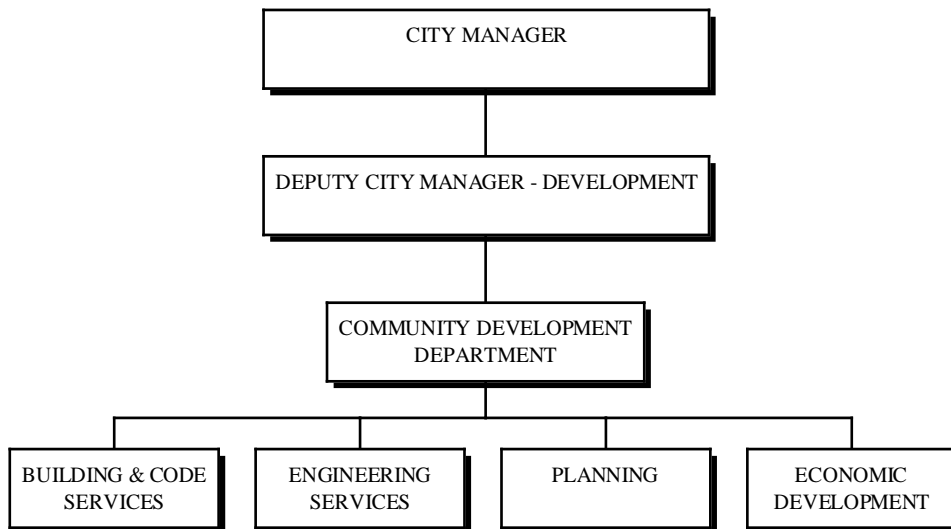 CITY MANAGER
DEPUTY CITY MANAGER - DEVELOPMENT
COMMUNITY DEVELOPMENT
DEPARTMENT
BUILDING & CODE
SERVICES
ENGINEERING
SERVICES
PLANNING
ECONOMIC
DEVELOPMENT